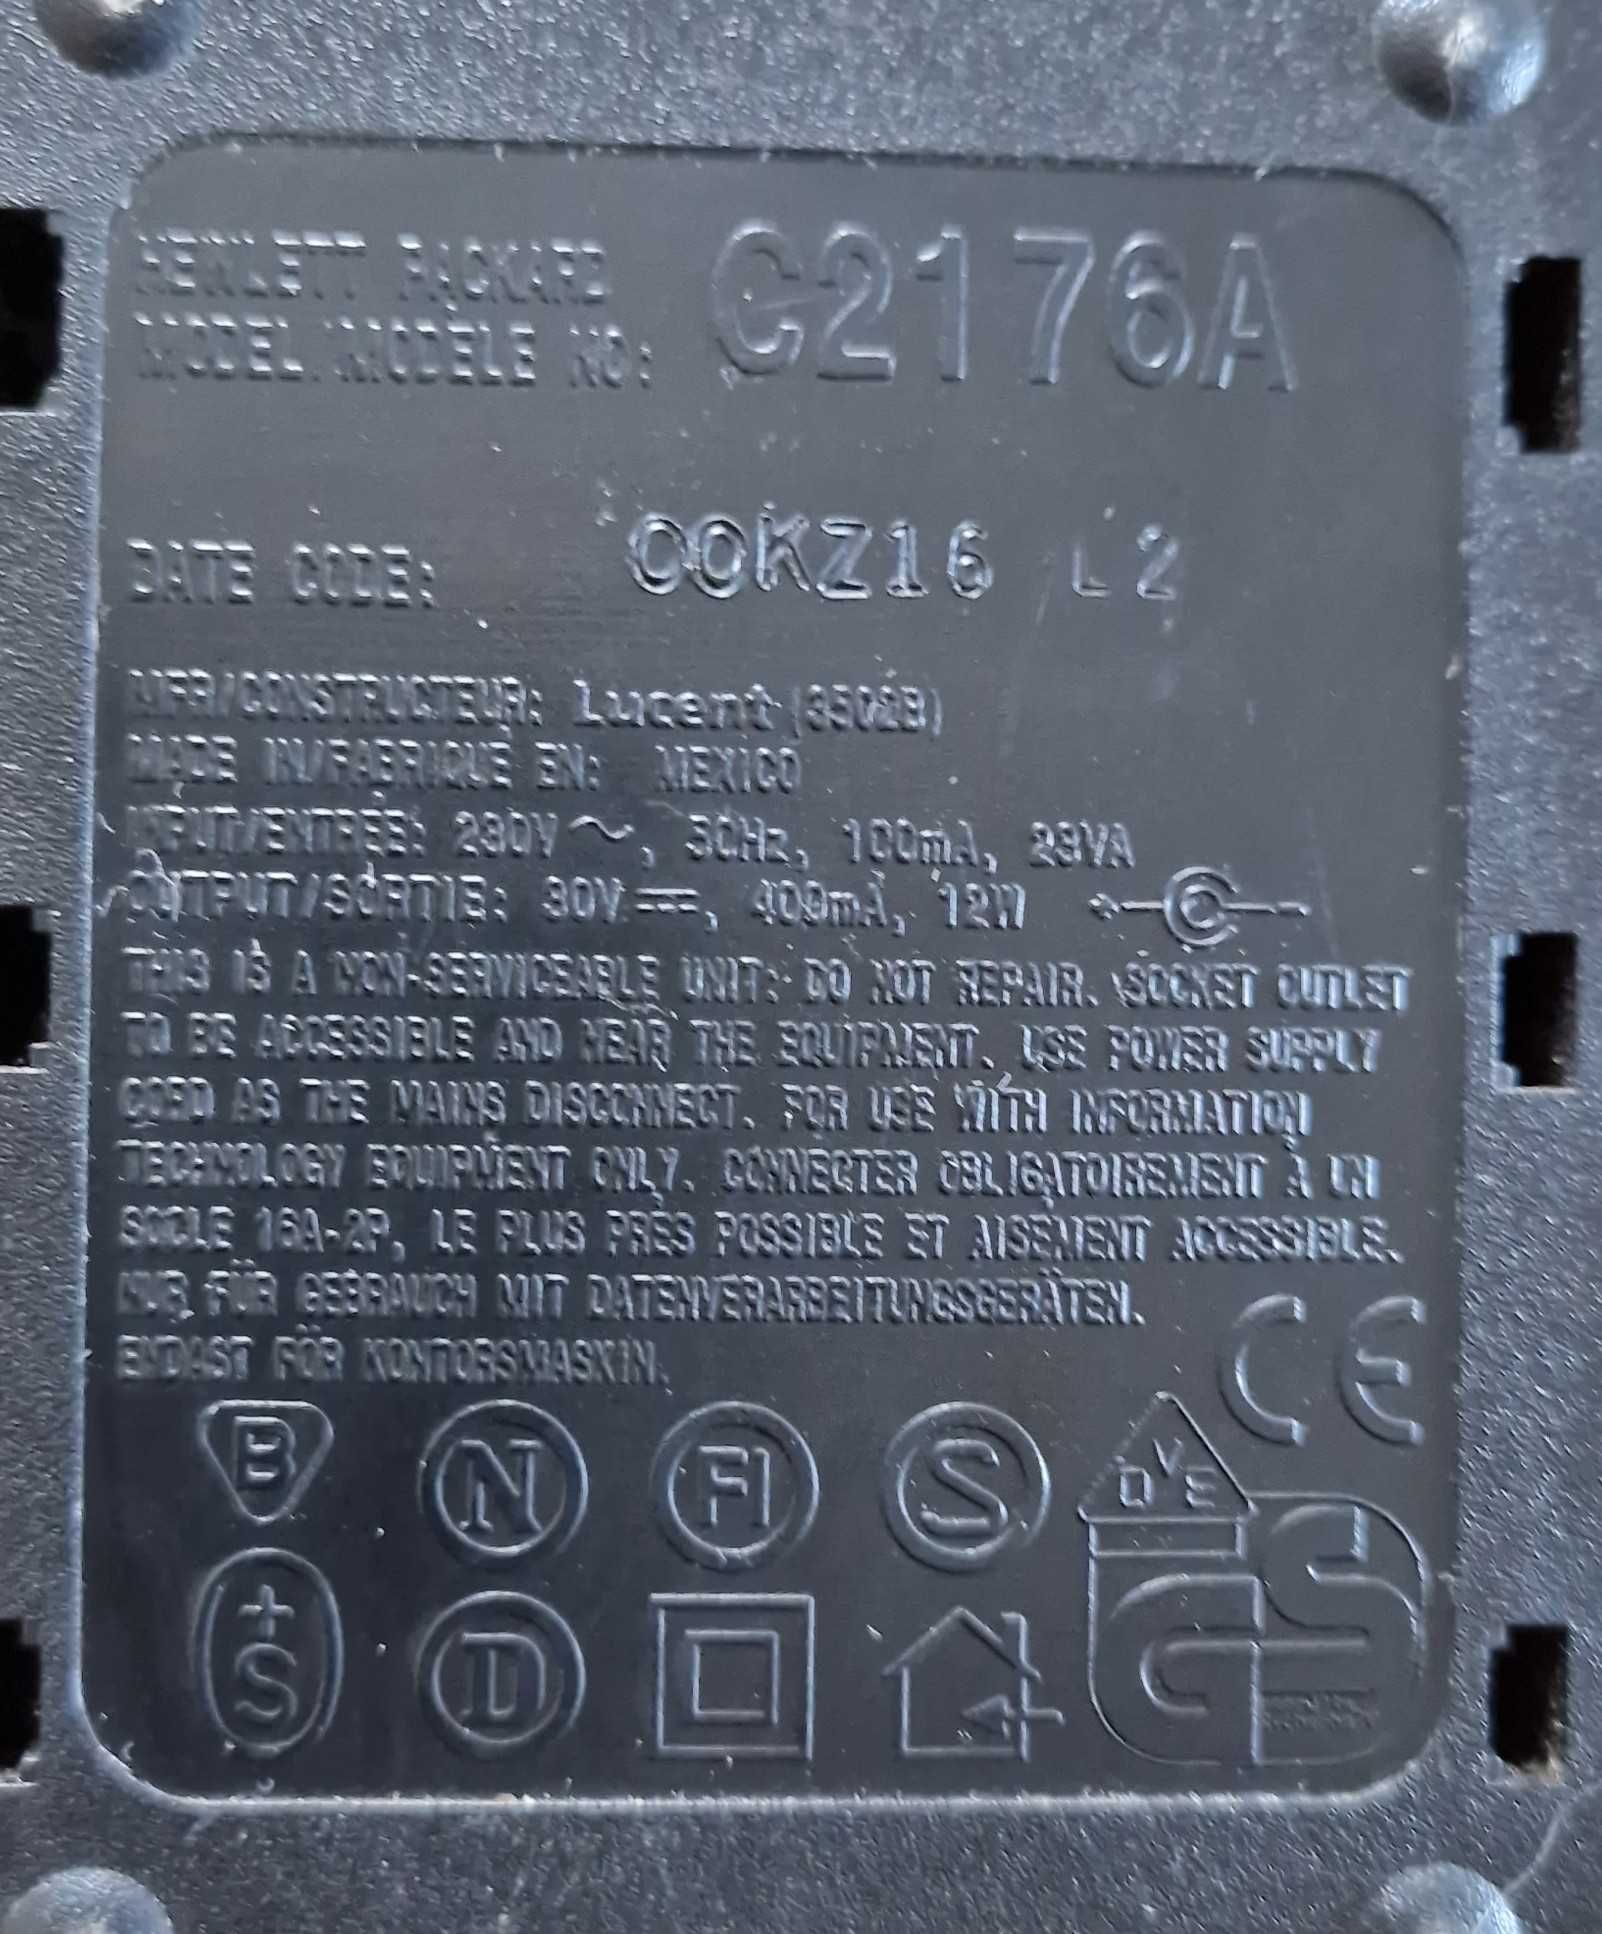 HEWLETT PACKARD
MODEL/MODELE NO: C2176A
DATE CODE: 00KZ16 L 2
MFR/CONSTRUCTEUR: Lucent
MADE IN/FABRIQUE EN: MEXICO
INPUT/ENTRÉE: 230V ~, 50Hz, 100mA, 23VA
OUTPUT/SORTIE: 30V ⎓, 400mA, 12W + -
THIS IS A NON-SERVICEABLE UNIT: DO NOT REPAIR. SOCKET OUTLET
TO BE ACCESSIBLE AND NEAR THE EQUIPMENT. USE POWER SUPPLY
CORD AS THE MAINS DISCONNECT. FOR USE WITH INFORMATION
TECHNOLOGY EQUIPMENT ONLY. CONNECTER OBLIGATOIREMENT À UN
SOCLE 16A-2P, LE PLUS PRÈS POSSIBLE ET AISÉMENT ACCESSIBLE.
NUR FÜR GEBRAUCH MIT DATENVERARBEITUNGSGERÄTEN.
ENDAST FÖR KONTORSMASKIN.
CE
B N FI S DVE
+S D GS